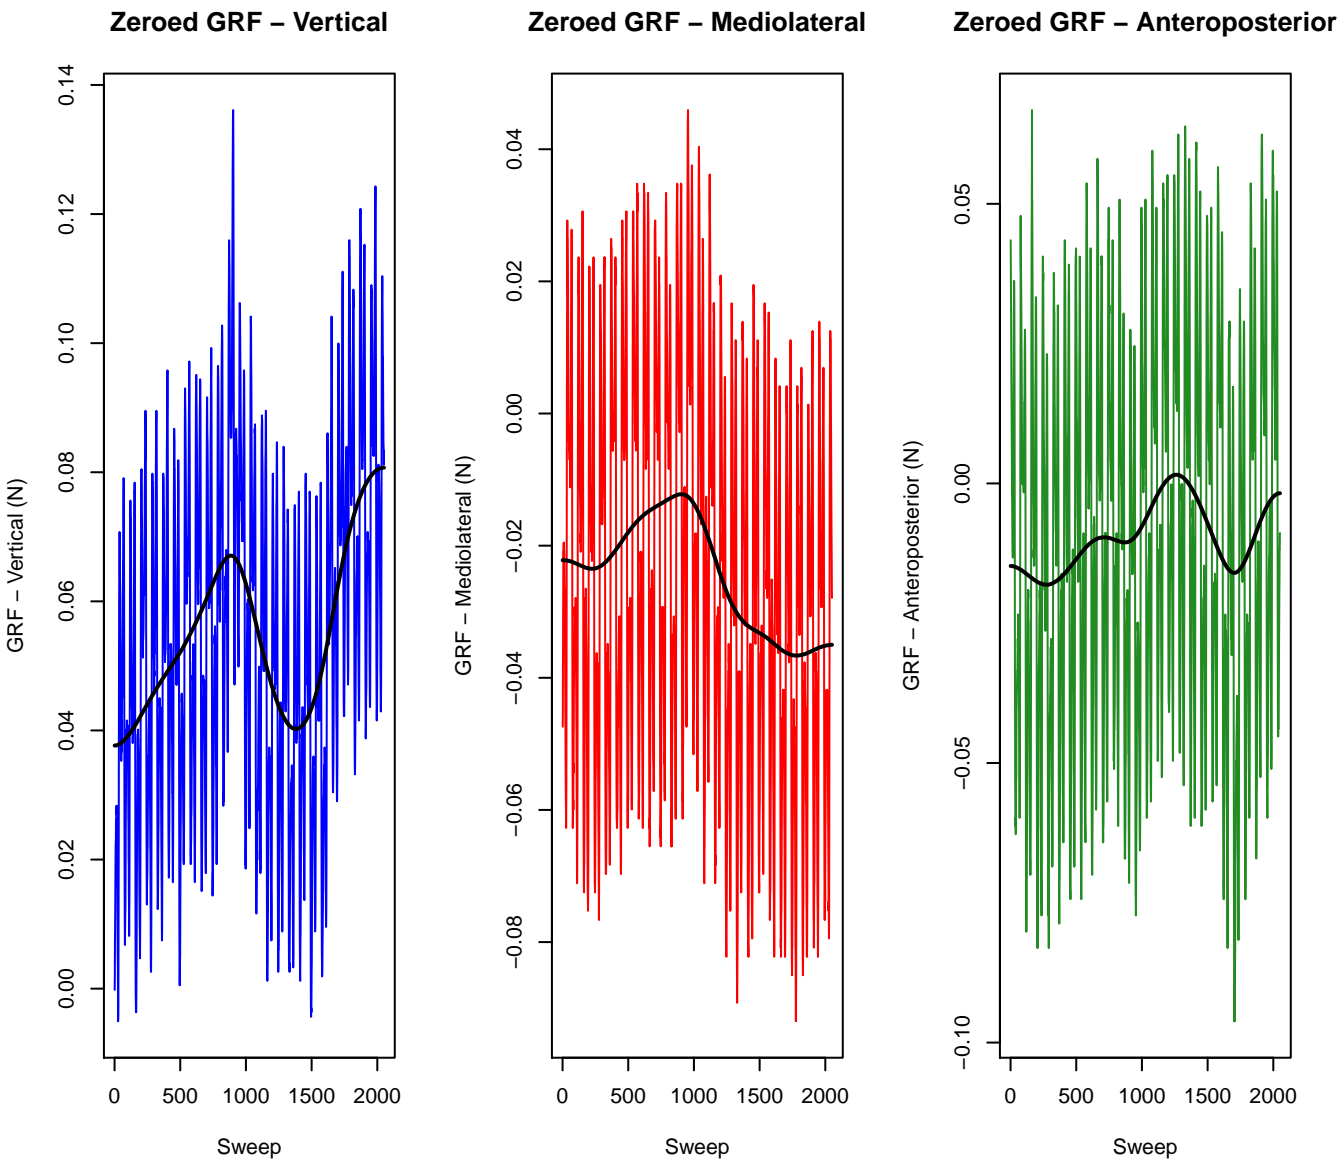 Zeroed GRF – Vertical
GRF – Vertical (N)
0.14
0.12
0.10
0.08
0.06
0.04
0.02
0.00
0 500 1000 1500 2000
Sweep
Zeroed GRF – Mediolateral
GRF – Mediolateral (N)
0.04
0.02
0.00
−0.02
−0.04
−0.06
−0.08
0 500 1000 1500 2000
Sweep
Zeroed GRF – Anteroposterior
GRF – Anteroposterior (N)
0.05
0.00
−0.05
−0.10
0 500 1000 1500 2000
Sweep